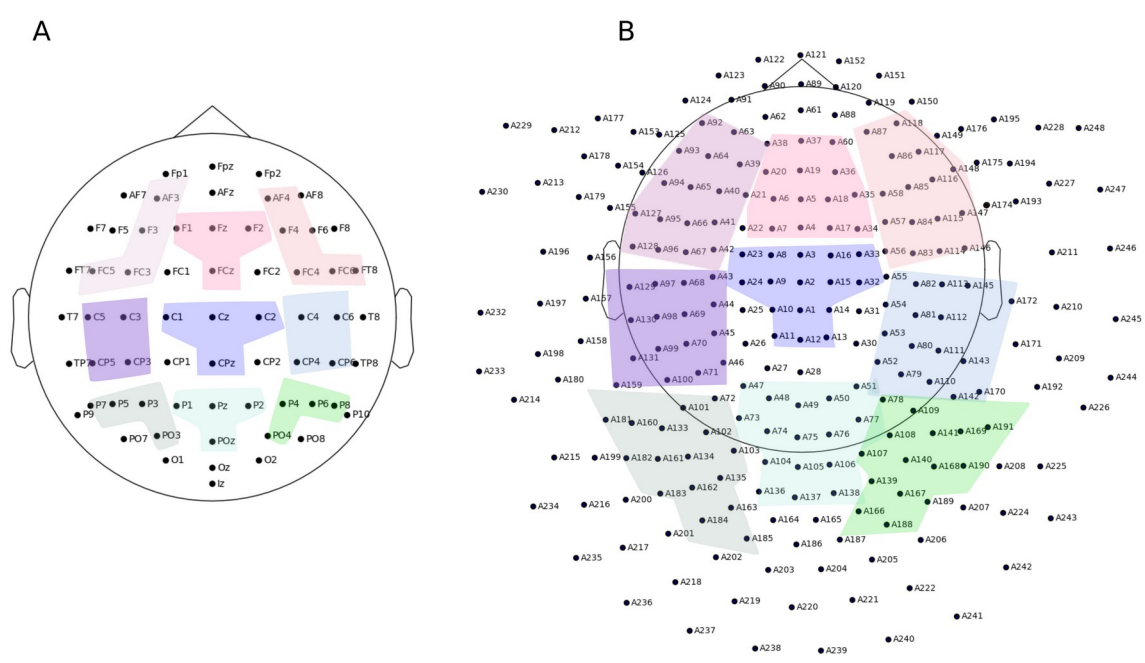 A
Fpz
Fp1 Fp2
AF7 AF3 AFz AF4 AF8
F7 F5 F3 F1 Fz F2 F4 F6 F8
FT7 FC5 FC3 FC1 FCz FC2 FC4 FC6 FT8
T7 C5 C3 C1 Cz C2 C4 C6 T8
TP7 CP5 CP3 CP1 CPz CP2 CP4 CP6 TP8
P9 P7 P5 P3 P1 Pz P2 P4 P6 P8 P10
PO7 PO3 POz PO4 PO8
O1 Oz O2
Iz
B
A121
A122 A152
A123 A151
A90 A89 A120
A124 A91 A119 A150
A177 A62 A61 A88 A195
A229 A212 A153 A125 A92 A63 A87 A118 A149 A176 A228 A248
A38 A37 A60
A178 A93 A64 A86 A117
A154 A126 A39 A148 A175 A194
A20 A19 A36
A230 A213 A94 A65 A40 A58 A85 A116 A227 A247
A179 A21 A6 A5 A18 A35
A155 A127 A174 A193
A95 A66 A41 A57 A84 A115 A147
A22 A7 A4 A17 A34
A196 A156 A128 A96 A67 A42 A56 A83 A114 A146 A211 A246
A23 A8 A3 A16 A33
A43 A55
A129 A97 A68 A24 A9 A2 A15 A32 A82 A113 A145
A232 A197 A157 A44 A54 A172 A210 A245
A130 A98 A69 A25 A10 A1 A14 A31 A81 A112
A158 A45 A11 A12 A13 A53
A198 A131 A99 A70 A26 A30 A80 A111 A171 A209
A233 A46 A27 A28 A52 A143
A180 A159 A100 A71 A79 A110 A244
A47 A51 A192
A214 A72 A48 A50 A78 A142 A170
A101 A49 A109 A226
A181 A160 A73 A77
A133 A102 A74 A75 A76 A108 A141 A169 A191
A215 A199 A182 A161 A134 A103 A107
A104 A105 A106 A140 A168 A190 A208 A225
A135 A139
A200 A183 A162 A136 A137 A138 A167
A234 A216 A163 A166 A189 A207 A224
A184 A164 A165 A188 A243
A201 A185 A186 A187 A206
A217
A235 A202 A205
A218 A203 A204 A242
A222
A236 A219 A220 A221
A241
A237
A240
A238 A239